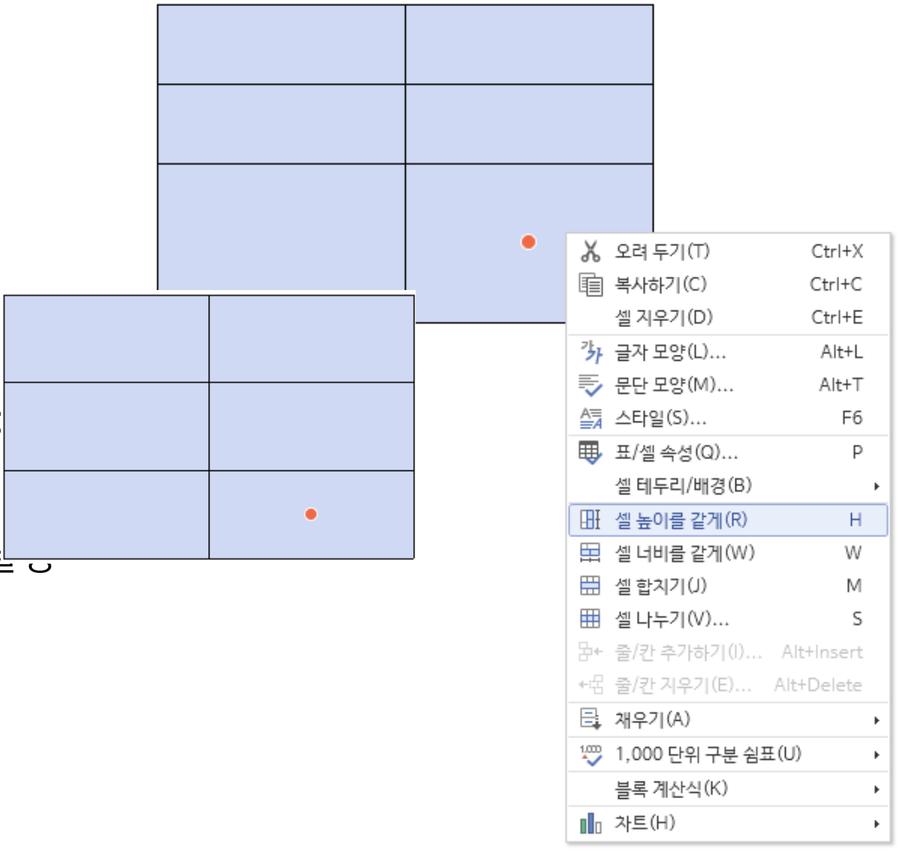 오려 두기(T) Ctrl+X
복사하기(C) Ctrl+C
셀 지우기(D) Ctrl+E
글자 모양(L)... Alt+L
문단 모양(M)... Alt+T
스타일(S)... F6
표/셀 속성(Q)... P
셀 테두리/배경(B)
셀 높이를 같게(R) H
셀 너비를 같게(W) W
셀 합치기(J) M
셀 나누기(V)... S
줄/칸 추가하기(I)... Alt+Insert
줄/칸 지우기(E)... Alt+Delete
채우기(A)
1,000 단위 구분 쉼표(U)
블록 계산식(K)
차트(H)